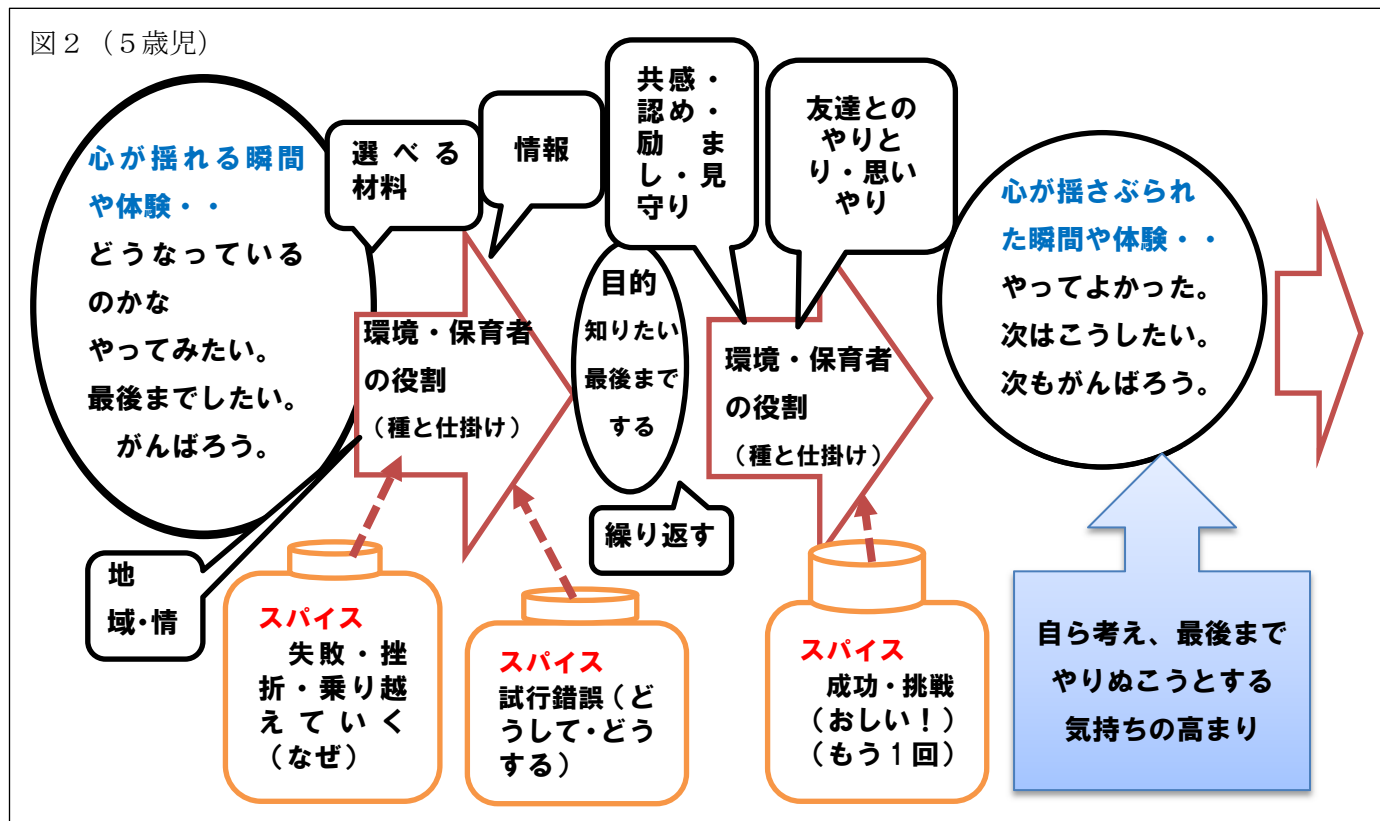 図２（５歳児）
心が揺れる瞬間
や体験・・
どうなっている
のかな
やってみたい。
最後までしたい。
がんばろう。
選べる
材料
情報
共感・
認め・
励ま
し・見
守り
友達との
やりと
り・思い
やり
環境・保育者
の役割
（種と仕掛け）
目的
知りたい
最後まで
する
環境・保育者
の役割
（種と仕掛け）
心が揺さぶられ
た瞬間や体験・・
やってよかった。
次はこうしたい。
次もがんばろう。
地
域・情
繰り返す
スパイス
失敗・挫
折・乗り越
えていく
（なぜ）
スパイス
試行錯誤（ど
うして・どう
する）
スパイス
成功・挑戦
（おしい！）
（もう１回）
自ら考え、最後まで
やりぬこうとする
気持ちの高まり